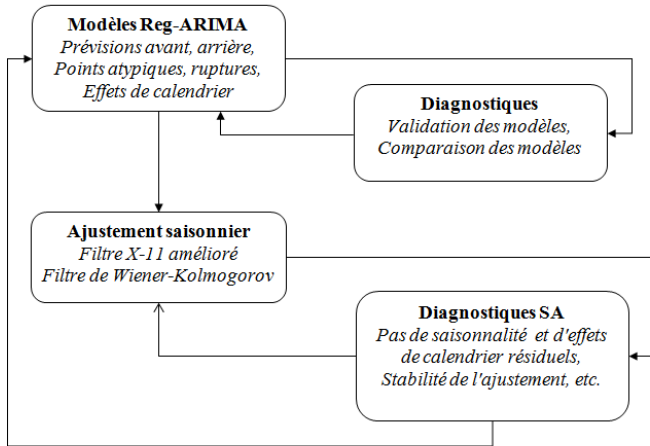 Modèles Reg-ARIMA
Prévisions avant, arrière,
Points atypiques, ruptures,
Effets de calendrier
Diagnostiques
Validation des modèles,
Comparaison des modèles
Ajustement saisonnier
Filtre X-11 amélioré
Filtre de Wiener-Kolmogorov
Diagnostiques SA
Pas de saisonnalité et d'effets
de calendrier résiduels,
Stabilité de l'ajustement, etc.